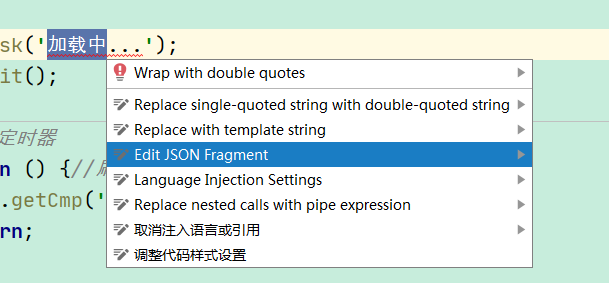 sk('加载中...');
it();
Wrap with double quotes
Replace single-quoted string with double-quoted string
定时器
Replace with template string
n () {//
Edit JSON Fragment
.getCmp('
Language Injection Settings
rn;
Replace nested calls with pipe expression
取消注入语言或引用
调整代码样式设置